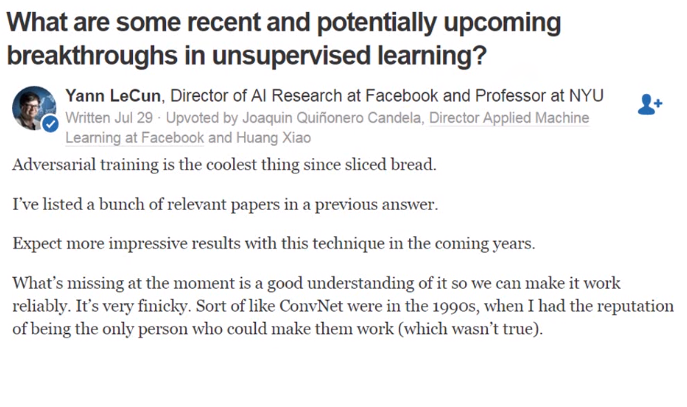 What are some recent and potentially upcoming
breakthroughs in unsupervised learning?
Yann LeCun, Director of AI Research at Facebook and Professor at NYU
Written Jul 29 · Upvoted by Joaquin Quiñonero Candela, Director Applied Machine
Learning at Facebook and Huang Xiao
Adversarial training is the coolest thing since sliced bread.
I've listed a bunch of relevant papers in a previous answer.
Expect more impressive results with this technique in the coming years.
What's missing at the moment is a good understanding of it so we can make it work
reliably. It's very finicky. Sort of like ConvNet were in the 1990s, when I had the reputation
of being the only person who could make them work (which wasn't true).